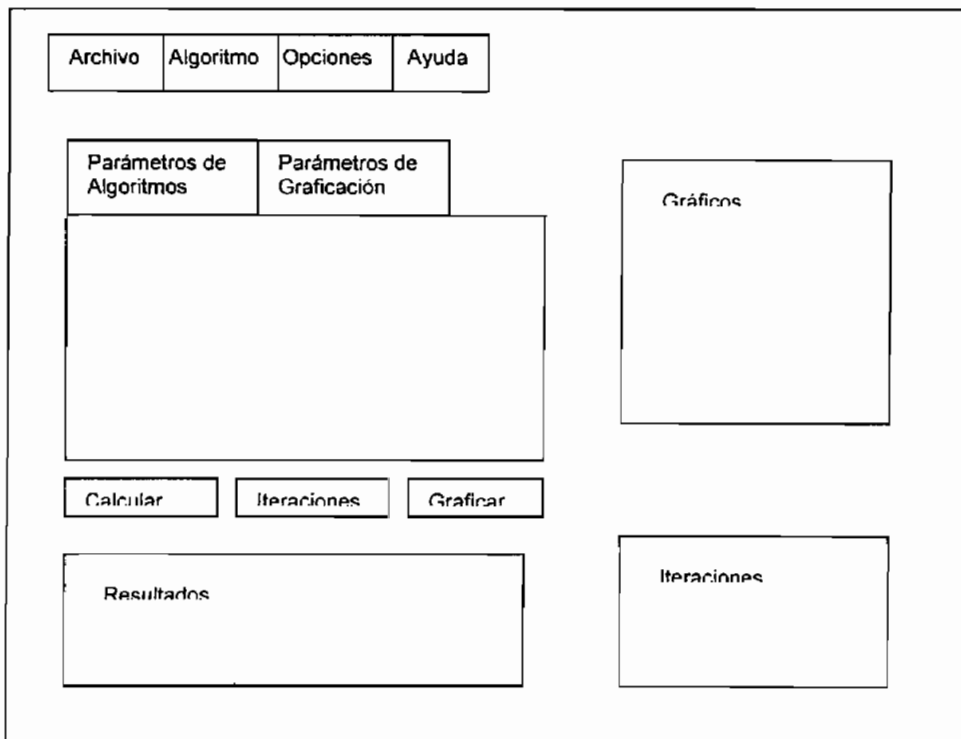 Archivo Algoritmo Opciones Ayuda
Parámetros de
Algoritmos
Parámetros de
Graficación
Gráficos
Calcular Iteraciones Graficar
Resultados
Iteraciones